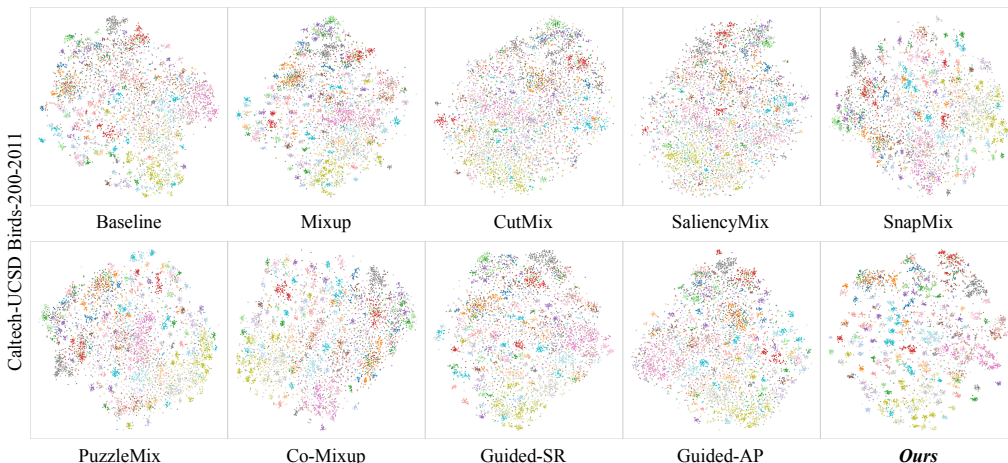 Caltech-UCSD Birds-200-2011
Baseline
Mixup
CutMix
SaliencyMix
SnapMix
PuzzleMix
Co-Mixup
Guided-SR
Guided-AP
Ours